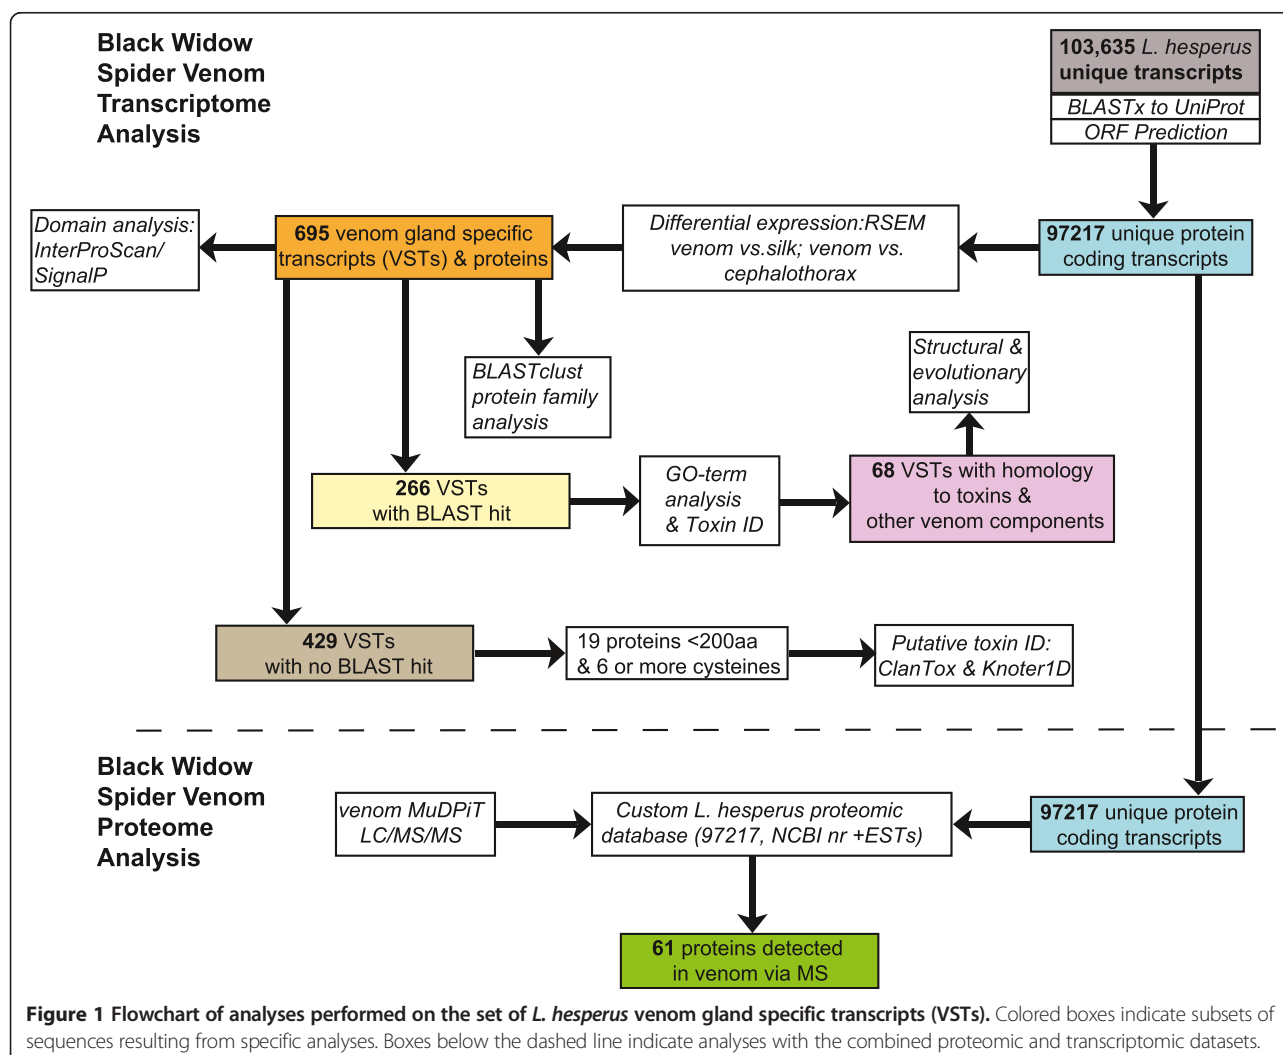 Black Widow
Spider Venom
Transcriptome
Analysis
103,635 L. hesperus
unique transcripts
BLASTx to UniProt
ORF Prediction
Domain analysis:
InterProScan/
SignalP
695 venom gland specific
transcripts (VSTs) & proteins
Differential expression:RSEM
venom vs.silk; venom vs.
cephalothorax
97217 unique protein
coding transcripts
BLASTclust
protein family
analysis
Structural &
evolutionary
analysis
266 VSTs
with BLAST hit
GO-term
analysis
& Toxin ID
68 VSTs with homology
to toxins &
other venom components
429 VSTs
with no BLAST hit
19 proteins <200aa
& 6 or more cysteines
Putative toxin ID:
ClanTox & Knoter1D
Black Widow
Spider Venom
Proteome
Analysis
venom MuDPiT
LC/MS/MS
Custom L. hesperus proteomic
database (97217, NCBI nr +ESTs)
97217 unique protein
coding transcripts
61 proteins detected
in venom via MS
Figure 1 Flowchart of analyses performed on the set of L. hesperus venom gland specific transcripts (VSTs). Colored boxes indicate subsets of
sequences resulting from specific analyses. Boxes below the dashed line indicate analyses with the combined proteomic and transcriptomic datasets.